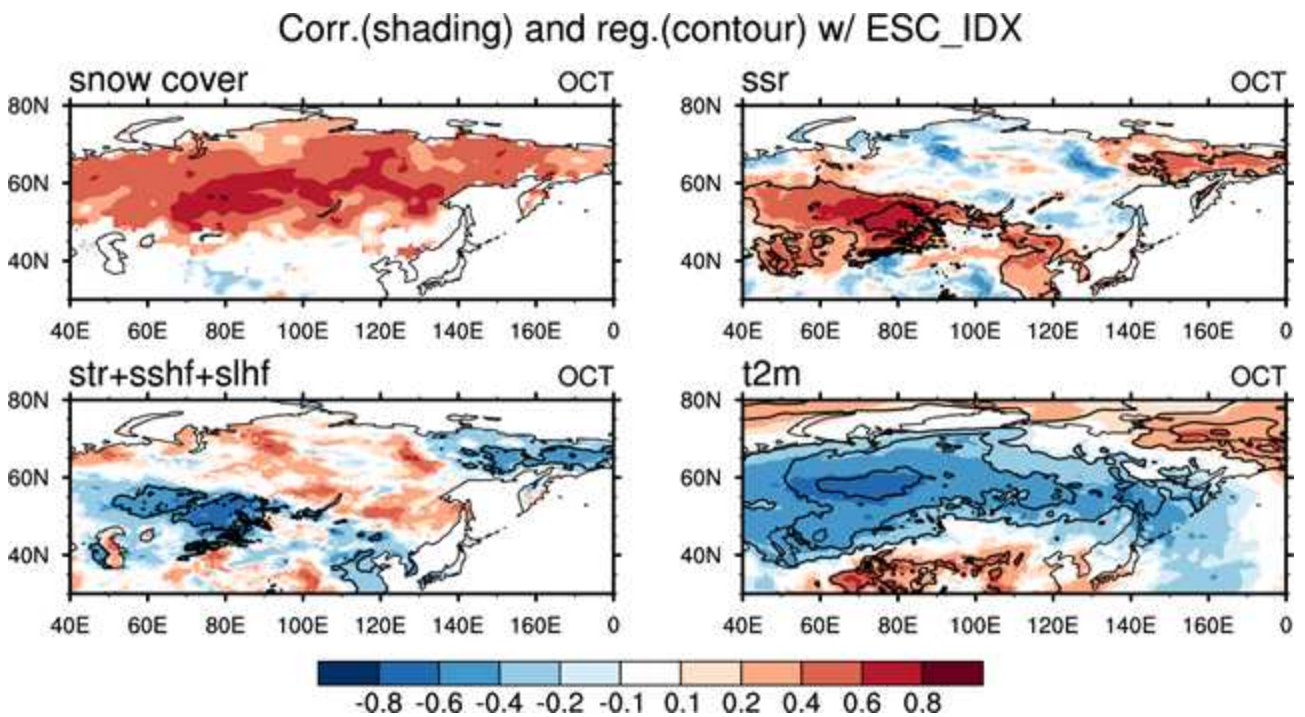 Corr.(shading) and reg.(contour) w/ ESC_IDX
snow cover OCT
80N
60N
40N
40E 60E 80E 100E 120E 140E 160E 0
ssr OCT
80N
60N
40N
40E 60E 80E 100E 120E 140E 160E 0
str+sshf+slhf OCT
80N
60N
40N
40E 60E 80E 100E 120E 140E 160E 0
t2m OCT
80N
60N
40N
40E 60E 80E 100E 120E 140E 160E 0
-0.8 -0.6 -0.4 -0.2 -0.1 0.1 0.2 0.4 0.6 0.8